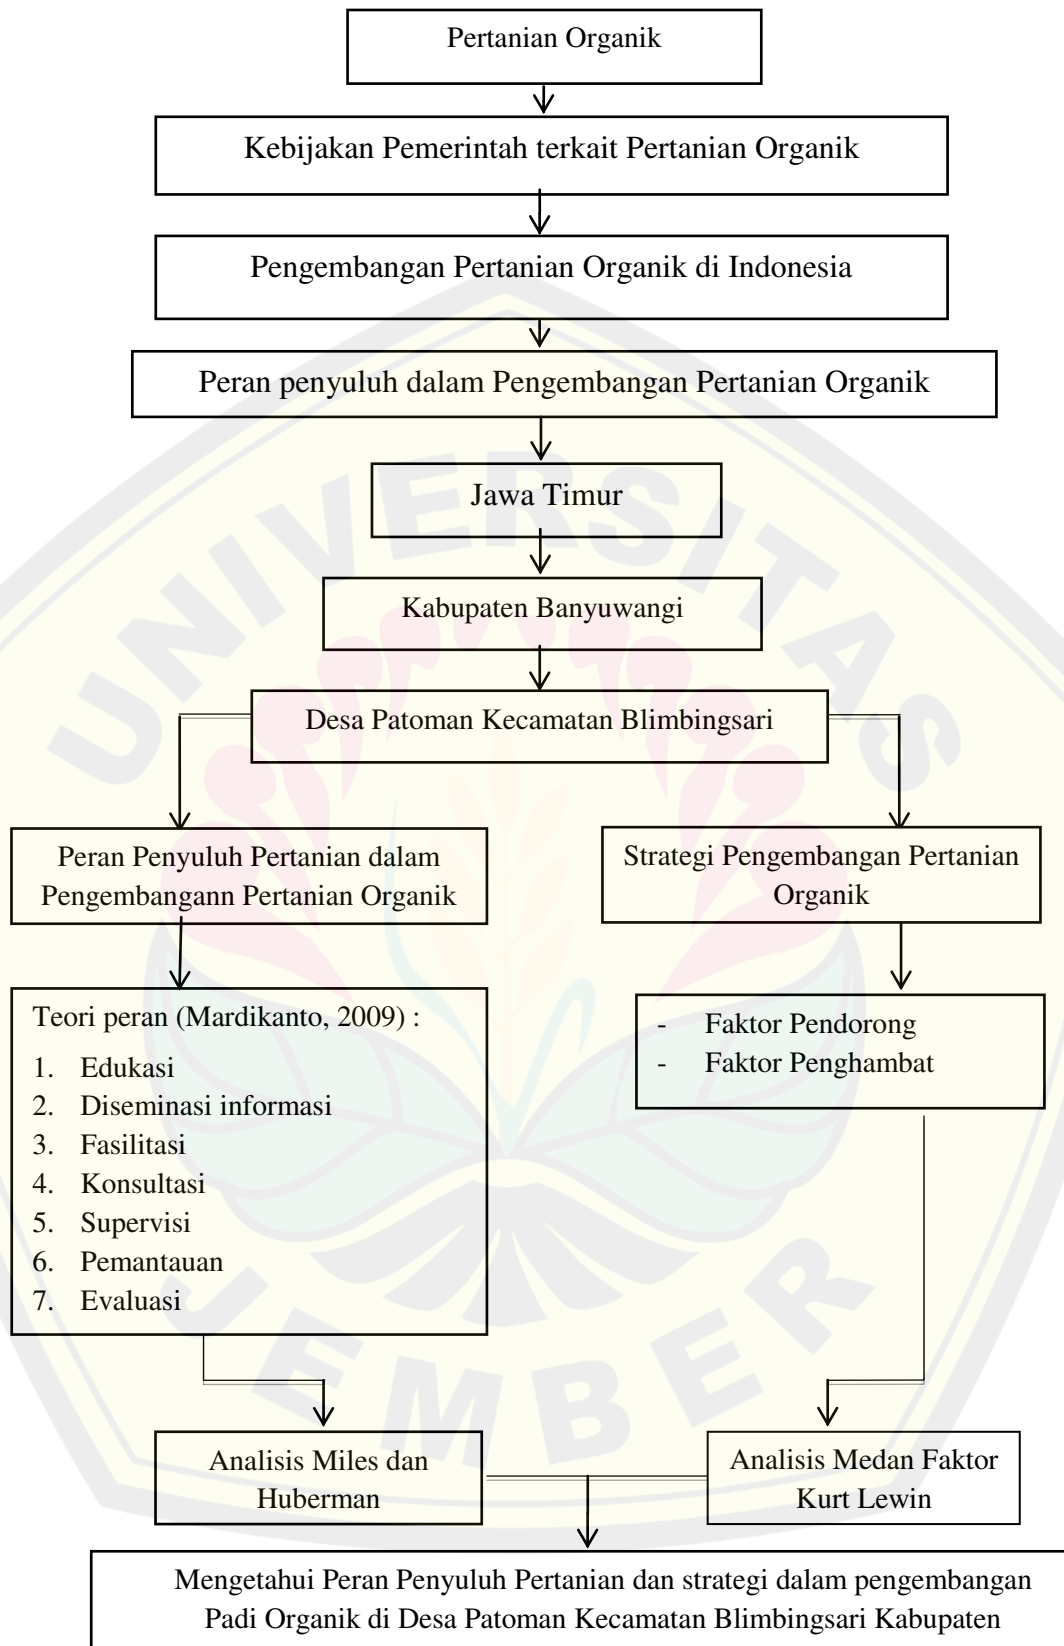 Pertanian Organik
Kebijakan Pemerintah terkait Pertanian Organik
Pengembangan Pertanian Organik di Indonesia
Peran penyuluh dalam Pengembangan Pertanian Organik
Jawa Timur
Kabupaten Banyuwangi
Desa Patoman Kecamatan Blimbingsari
Peran Penyuluh Pertanian dalam
Pengembangann Pertanian Organik
Strategi Pengembangan Pertanian
Organik
Teori peran (Mardikanto, 2009) :
1. Edukasi
2. Diseminasi informasi
3. Fasilitasi
4. Konsultasi
5. Supervisi
6. Pemantauan
7. Evaluasi
- Faktor Pendorong
- Faktor Penghambat
Analisis Miles dan
Huberman
Analisis Medan Faktor
Kurt Lewin
Mengetahui Peran Penyuluh Pertanian dan strategi dalam pengembangan
Padi Organik di Desa Patoman Kecamatan Blimbingsari Kabupaten
UNIVERSITAS
JEMBER